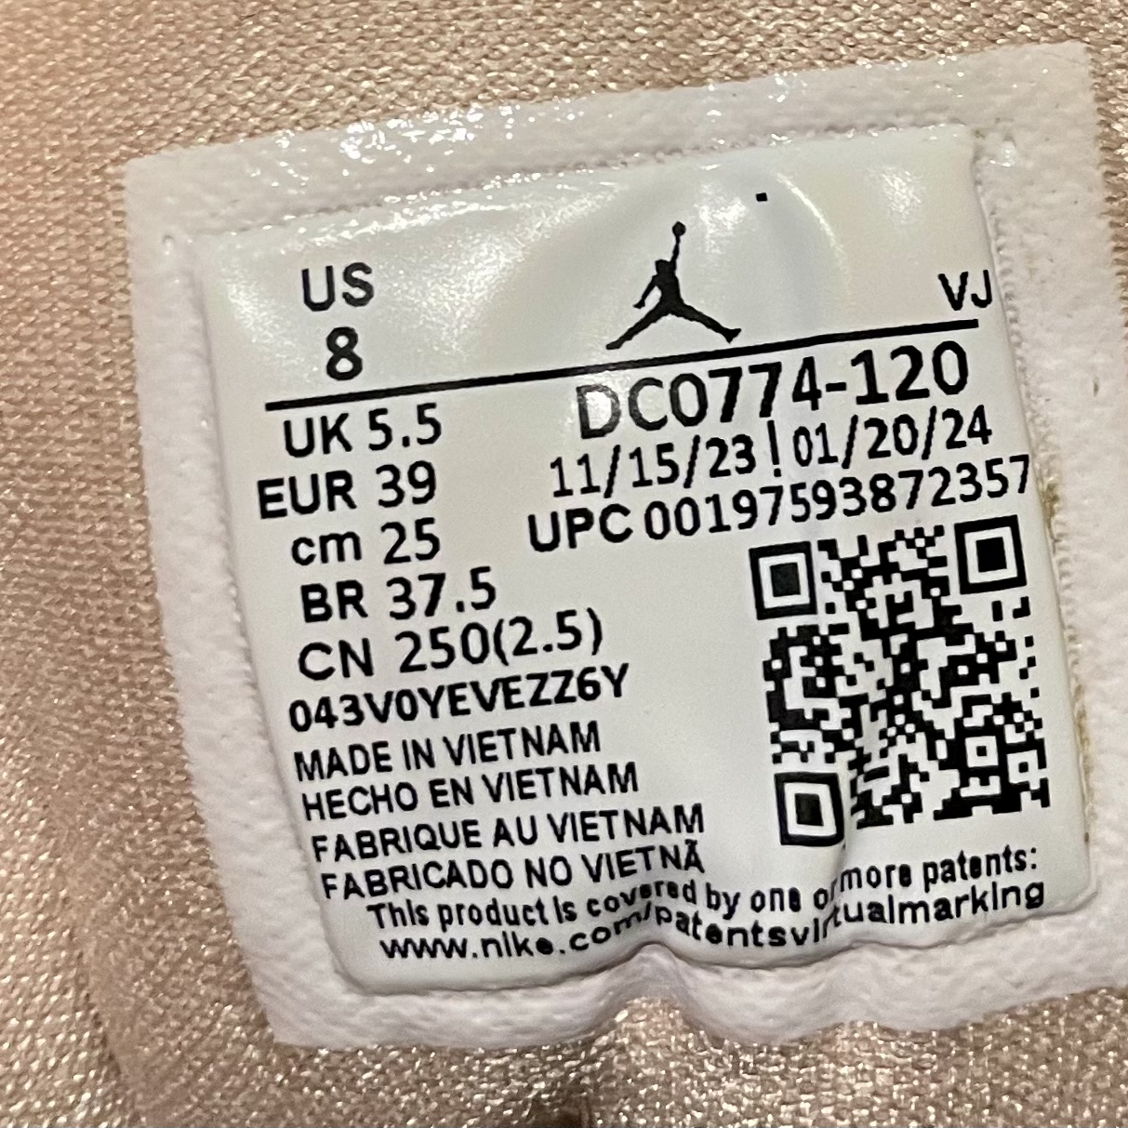 US
8
VJ
UK 5.5
EUR 39
cm 25
BR 37.5
CN 250(2.5)
DC0774-120
11/15/23 | 01/20/24
UPC 00197593872357
043V0YEVEZZ6Y
MADE IN VIETNAM
HECHO EN VIETNAM
FABRIQUE AU VIETNAM
FABRICADO NO VIETNÃ
This product is covered by one or more patents:
www.nike.com/patentsvirtualmarking